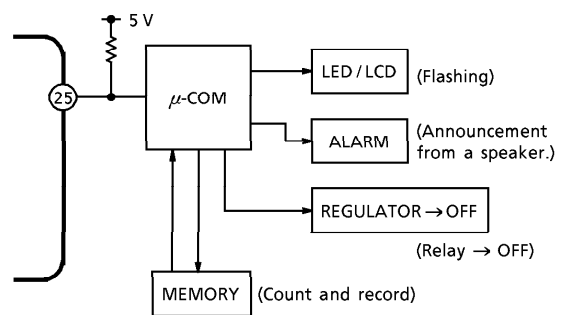 5 V
25
μ-COM
LED / LCD
(Flashing)
ALARM
(Announcement
from a speaker.)
REGULATOR → OFF
(Relay → OFF)
MEMORY
(Count and record)